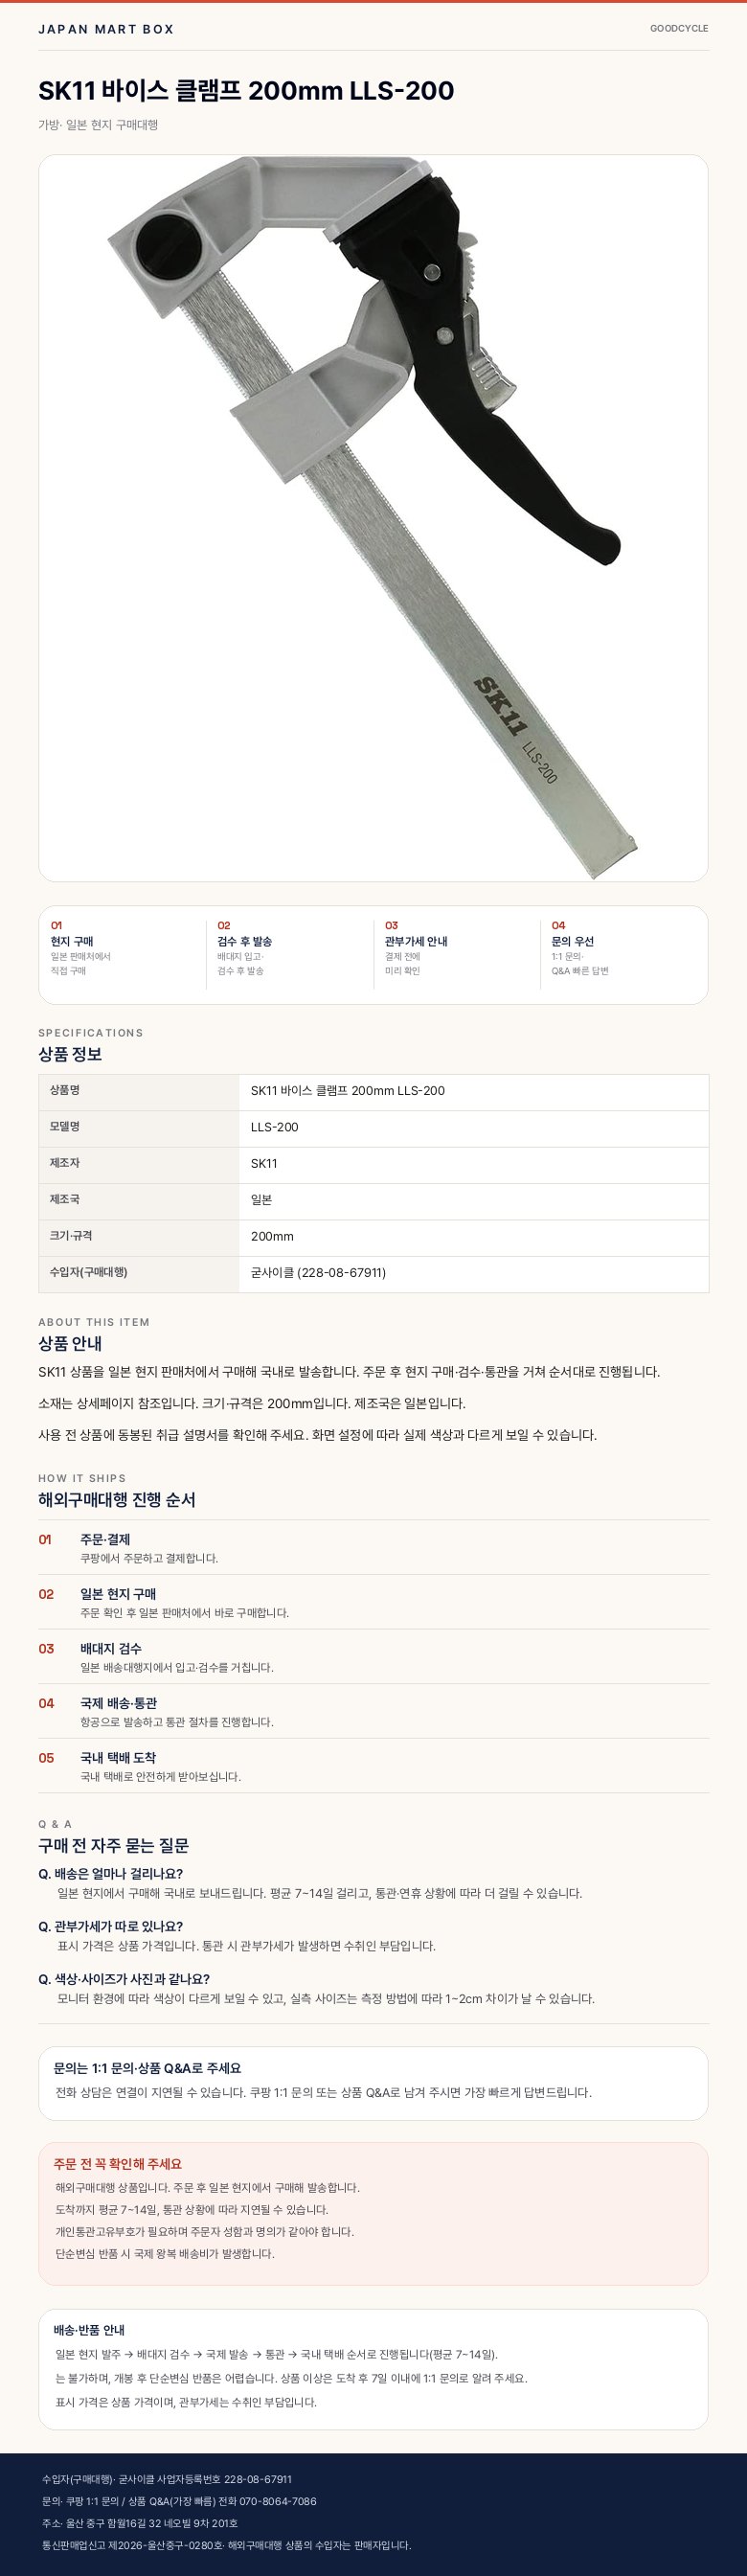 JAPAN MART BOX
GOODCYCLE
SK11 바이스 클램프 200mm LLS-200
가방· 일본 현지 구매대행
SK11 LLS-200
01
현지 구매
일본 판매처에서
직접 구매
02
검수 후 발송
배대지 입고·
검수 후 발송
03
관부가세 안내
결제 전에
미리 확인
04
문의 우선
1:1 문의·
Q&A 빠른 답변
SPECIFICATIONS
상품 정보
상품명 SK11 바이스 클램프 200mm LLS-200
모델명 LLS-200
제조자 SK11
제조국 일본
크기·규격 200mm
수입자(구매대행) 굳사이클 (228-08-67911)
ABOUT THIS ITEM
상품 안내
SK11 상품을 일본 현지 판매처에서 구매해 국내로 발송합니다. 주문 후 현지 구매·검수·통관을 거쳐 순서대로 진행됩니다.
소재는 상세페이지 참조입니다. 크기·규격은 200mm입니다. 제조국은 일본입니다.
사용 전 상품에 동봉된 취급 설명서를 확인해 주세요. 화면 설정에 따라 실제 색상과 다르게 보일 수 있습니다.
HOW IT SHIPS
해외구매대행 진행 순서
01 주문·결제
쿠팡에서 주문하고 결제합니다.
02 일본 현지 구매
주문 확인 후 일본 판매처에서 바로 구매합니다.
03 배대지 검수
일본 배송대행지에서 입고·검수를 거칩니다.
04 국제 배송·통관
항공으로 발송하고 통관 절차를 진행합니다.
05 국내 택배 도착
국내 택배로 안전하게 받아보십니다.
Q & A
구매 전 자주 묻는 질문
Q. 배송은 얼마나 걸리나요?
일본 현지에서 구매해 국내로 보내드립니다. 평균 7~14일 걸리고, 통관·연휴 상황에 따라 더 걸릴 수 있습니다.
Q. 관부가세가 따로 있나요?
표시 가격은 상품 가격입니다. 통관 시 관부가세가 발생하면 수취인 부담입니다.
Q. 색상·사이즈가 사진과 같나요?
모니터 환경에 따라 색상이 다르게 보일 수 있고, 실측 사이즈는 측정 방법에 따라 1~2cm 차이가 날 수 있습니다.
문의는 1:1 문의·상품 Q&A로 주세요
전화 상담은 연결이 지연될 수 있습니다. 쿠팡 1:1 문의 또는 상품 Q&A로 남겨 주시면 가장 빠르게 답변드립니다.
주문 전 꼭 확인해 주세요
해외구매대행 상품입니다. 주문 후 일본 현지에서 구매해 발송합니다.
도착까지 평균 7~14일, 통관 상황에 따라 지연될 수 있습니다.
개인통관고유부호가 필요하며 주문자 성함과 명의가 같아야 합니다.
단순변심 반품 시 국제 왕복 배송비가 발생합니다.
배송·반품 안내
일본 현지 발주 → 배대지 검수 → 국제 발송 → 통관 → 국내 택배 순서로 진행됩니다(평균 7~14일).
는 불가하며, 개봉 후 단순변심 반품은 어렵습니다. 상품 이상은 도착 후 7일 이내에 1:1 문의로 알려 주세요.
표시 가격은 상품 가격이며, 관부가세는 수취인 부담입니다.
수입자(구매대행)· 굳사이클 사업자등록번호 228-08-67911
문의· 쿠팡 1:1 문의 / 상품 Q&A(가장 빠름) 전화 070-8064-7086
주소· 울산 중구 함월16길 32 네오빌 9차 201호
통신판매업신고 제2026-울산중구-0280호· 해외구매대행 상품의 수입자는 판매자입니다.